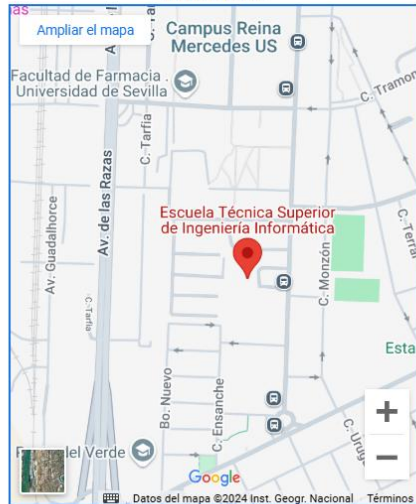 Ampliar el mapa
Campus Reina
Mercedes US
Facultad de Farmacia .
Universidad de Sevilla
C. Tarfia
Av. de las Razas
Av. Guadalhorce
C. Tarfia
Escuela Técnica Superior
de Ingeniería Informática
C. Monzón
Bo. Nuevo
C. Ensanche
del Verde
Google
Datos del mapa ©2024 Inst. Geogr. Nacional
Términos